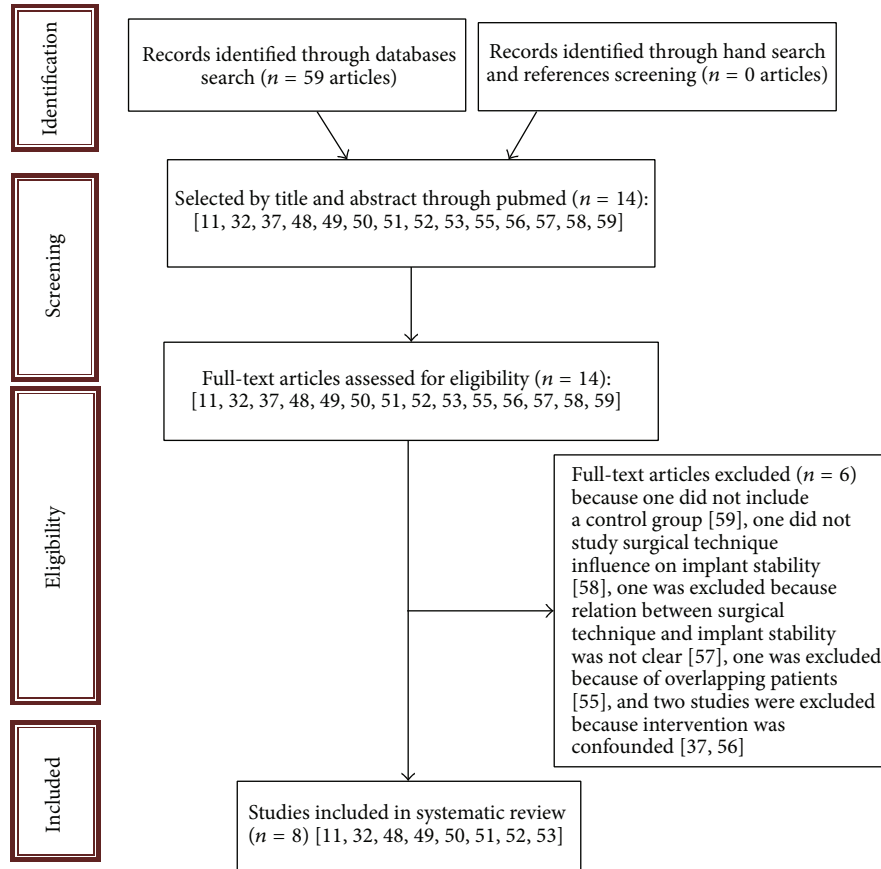 Identification
Records identified through databases
search (n = 59 articles)
Records identified through hand search
and references screening (n = 0 articles)
Screening
Selected by title and abstract through pubmed (n = 14):
[11, 32, 37, 48, 49, 50, 51, 52, 53, 55, 56, 57, 58, 59]
Full-text articles assessed for eligibility (n = 14):
[11, 32, 37, 48, 49, 50, 51, 52, 53, 55, 56, 57, 58, 59]
Eligibility
Full-text articles excluded (n = 6)
because one did not include
a control group [59], one did not
study surgical technique
influence on implant stability
[58], one was excluded because
relation between surgical
technique and implant stability
was not clear [57], one was excluded
because of overlapping patients
[55], and two studies were excluded
because intervention was
confounded [37, 56]
Included
Studies included in systematic review
(n = 8) [11, 32, 48, 49, 50, 51, 52, 53]